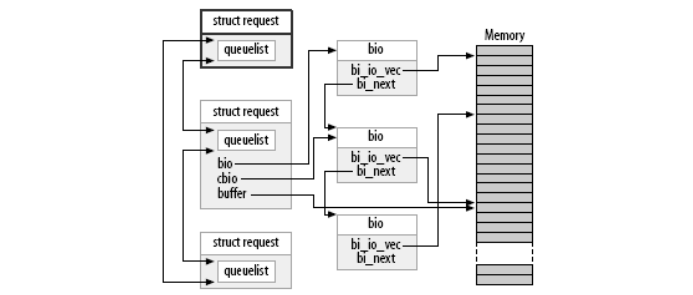 struct request
queuelist
struct request
queuelist
bio
cbio
buffer
struct request
queuelist
bio
bi_io_vec
bi_next
bio
bi_io_vec
bi_next
bio
bi_io_vec
bi_next
Memory